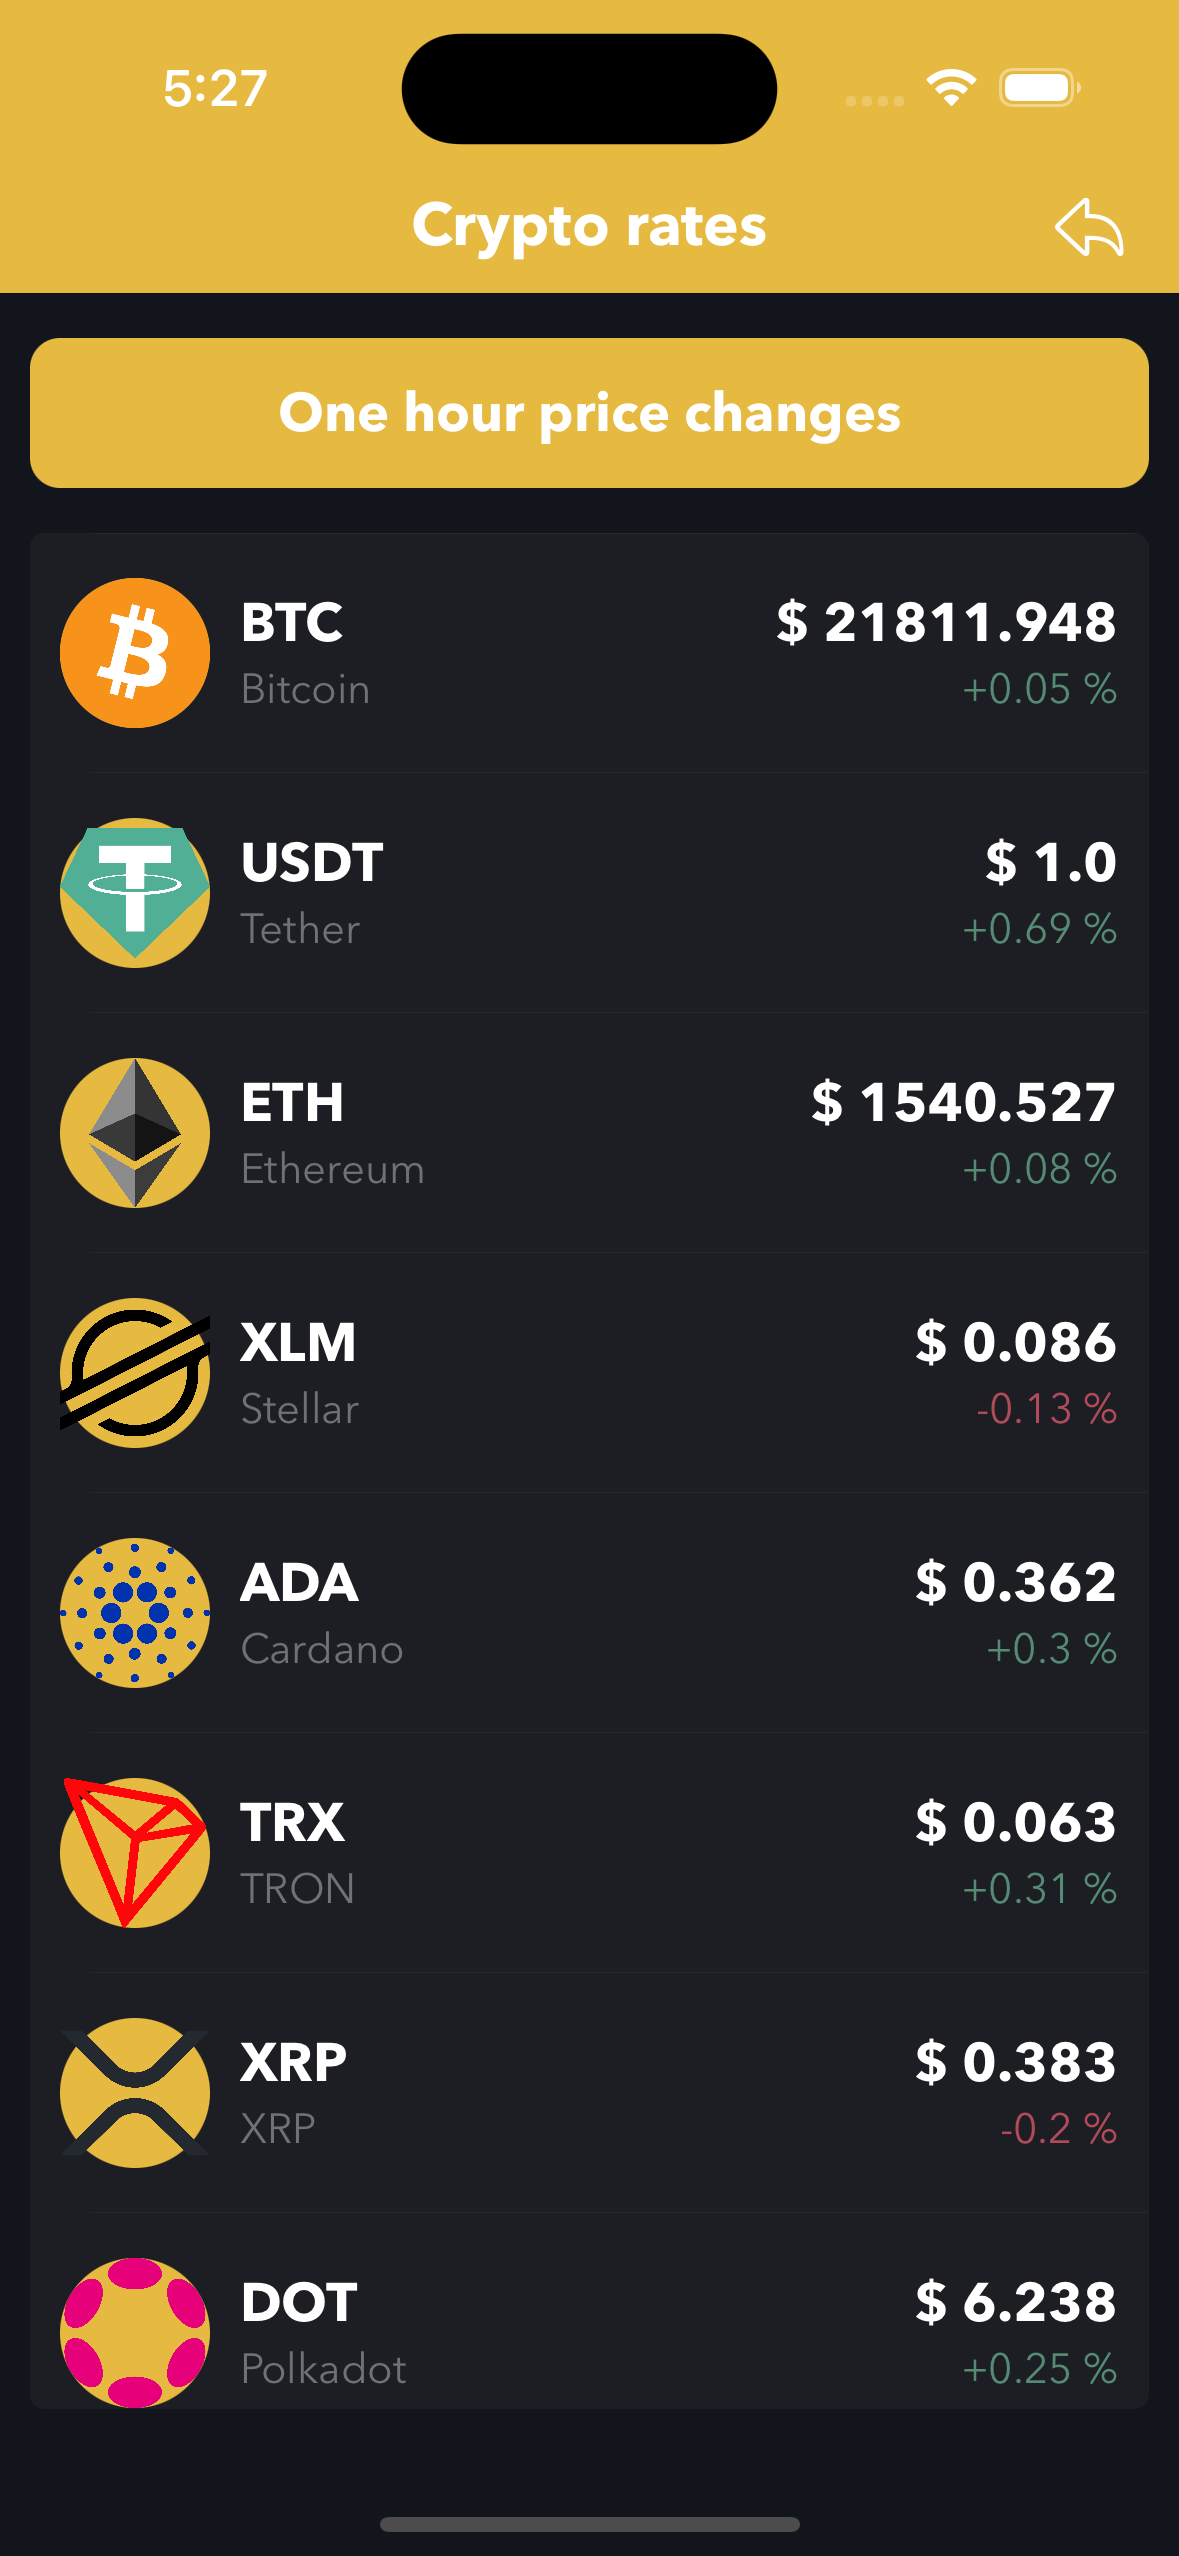 5:27
Crypto rates
One hour price changes
BTC
$ 21811.948
Bitcoin
+0.05 %
USDT
$ 1.0
Tether
+0.69 %
ETH
$ 1540.527
Ethereum
+0.08 %
XLM
$ 0.086
Stellar
-0.13 %
ADA
$ 0.362
Cardano
+0.3 %
TRX
$ 0.063
TRON
+0.31 %
XRP
$ 0.383
XRP
-0.2 %
DOT
$ 6.238
Polkadot
+0.25 %